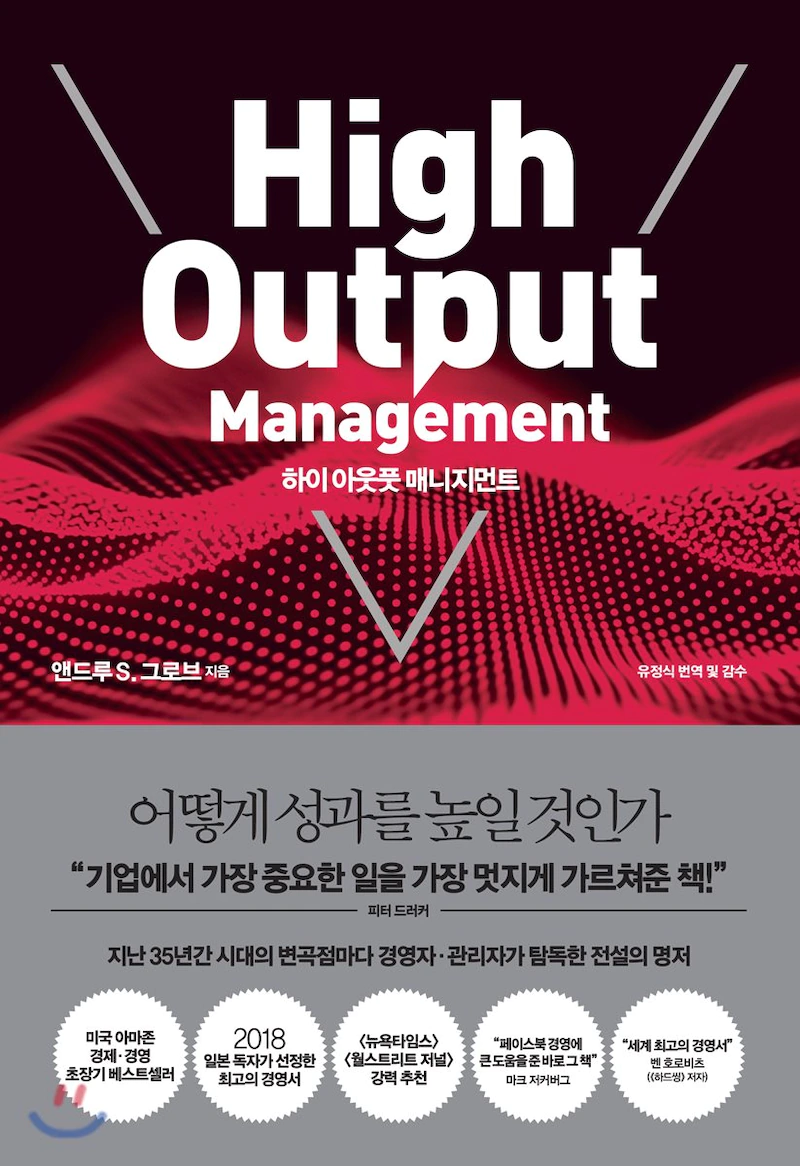 High
Output
Management
하이 아웃풋 매니지먼트
앤드루 S. 그로브 지음
유정식 번역 및 감수
어떻게 성과를 높일 것인가
“기업에서 가장 중요한 일을 가장 멋지게 가르쳐준 책!”
피터 드러커
지난 35년간 시대의 변곡점마다 경영자·관리자가 탐독한 전설의 명저
미국 아마존
경제·경영
초장기 베스트셀러
2018
일본 독자가 선정한
최고의 경영서
〈뉴욕타임스〉
〈월스트리트 저널〉
강력 추천
“페이스북 경영에
큰 도움을 준 바로 그 책”
마크 저커버그
“세계 최고의 경영서”
벤 호로비츠
(《하드씽》 저자)